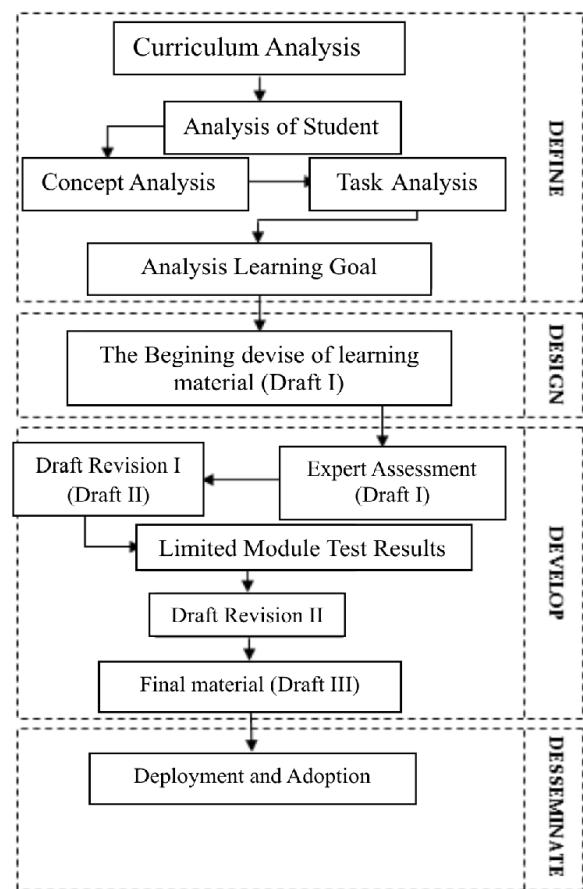 Curriculum Analysis
Analysis of Student
Concept Analysis
Task Analysis
Analysis Learning Goal
DEFINE
The Begining devise of learning
material (Draft I)
DESIGN
Draft Revision I
(Draft II)
Expert Assessment
(Draft I)
Limited Module Test Results
Draft Revision II
Final material (Draft III)
DEVELOP
Deployment and Adoption
DESSEMINATE